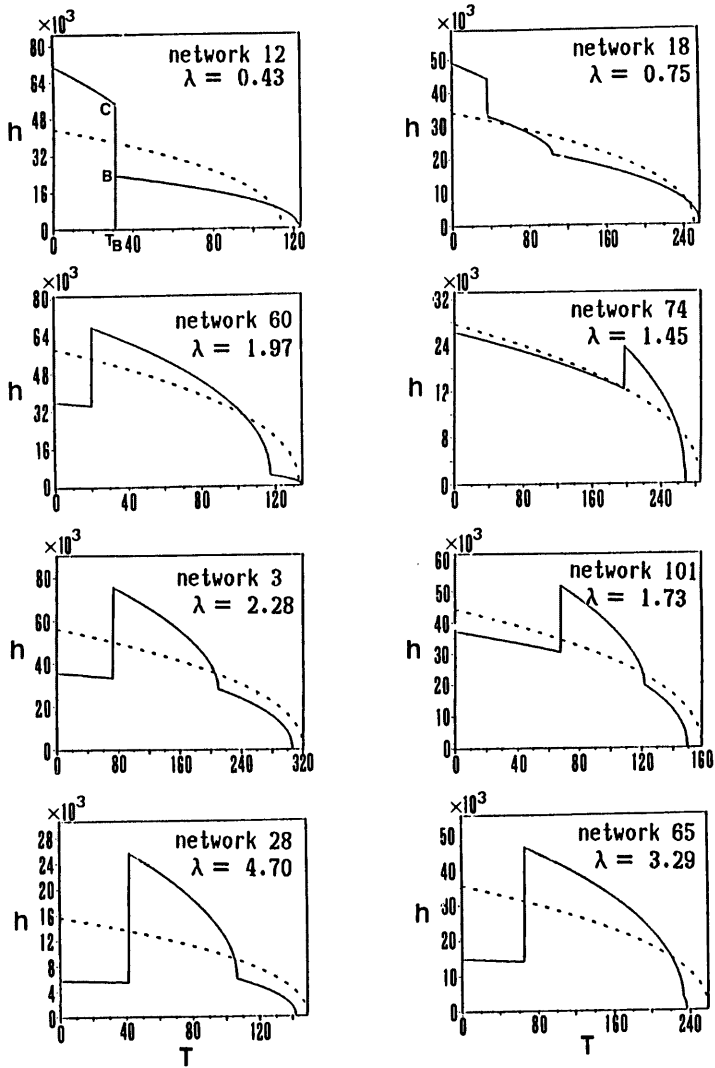 ×10³
80
network 12
λ = 0.43
64
C
48
h
32
B
16
0
0 TB 40 80 120
×10³
50
network 18
λ = 0.75
40
h
30
20
10
0
0 80 160 240
×10³
80
network 60
λ = 1.97
64
48
h
32
16
0
0 40 80 120
×10³
32
network 74
λ = 1.45
24
h
12
8
0
0 80 160 240
×10³
80
network 3
λ = 2.28
60
h
40
20
0
0 80 160 240 320
×10³
60
network 101
λ = 1.73
50
40
h
30
20
10
0
0 40 80 120 160
×10³
28
network 28
λ = 4.70
24
20
h
16
12
8
4
0
0 40 80 120
T
×10³
50
network 65
λ = 3.29
40
h
30
20
10
0
0 80 160 240
T